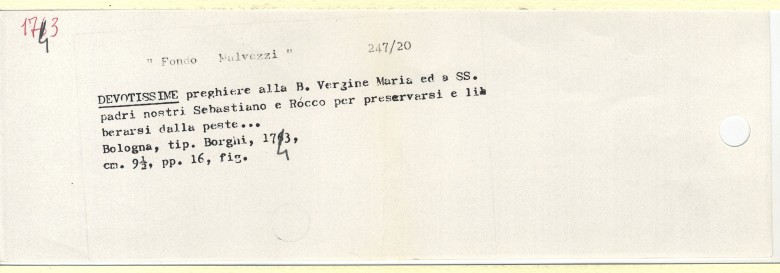 1743
" Fondo Malvezzi " 247/20
DEVOTISSIME preghiere alla B. Vergine Maria ed a SS.
padri nostri Sebastiano e Rócco per preservarsi e li
berarsi dalla peste...
Bologna, tip. Borghi, 1743,
cm. 9½, pp. 16, fig.